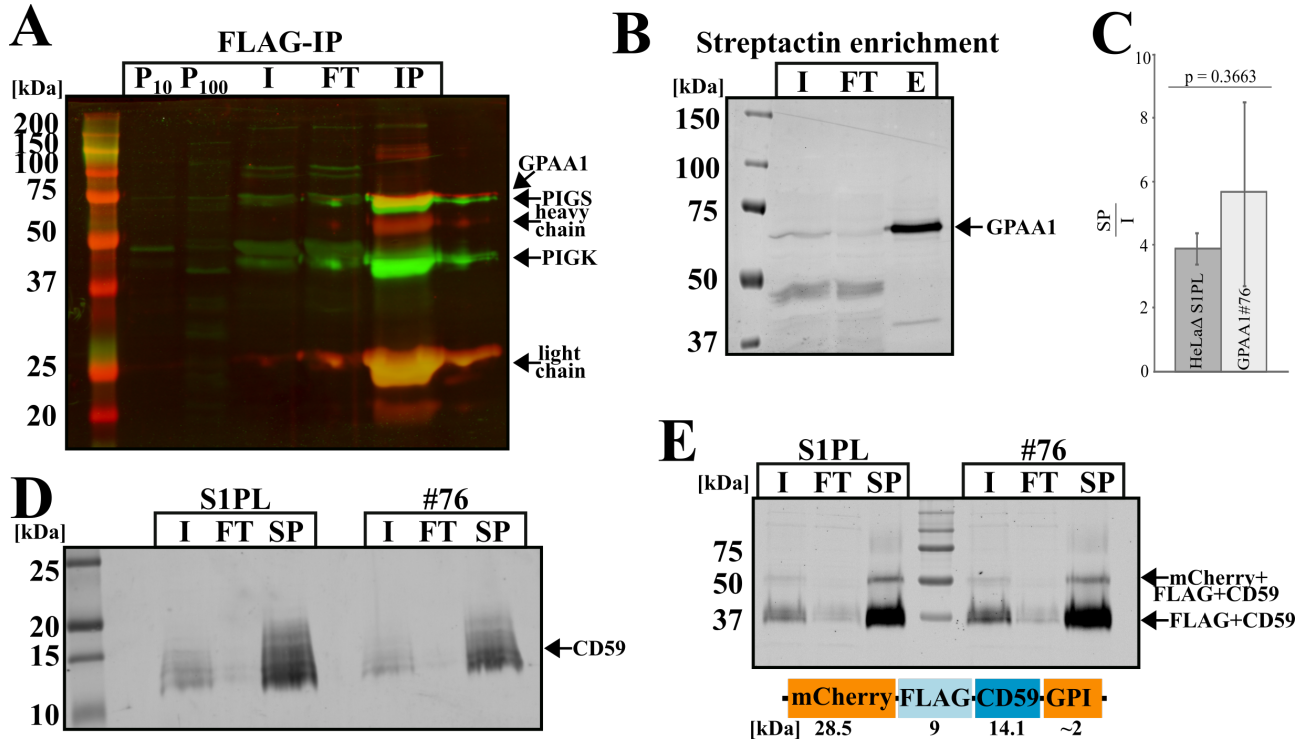 A
FLAG-IP
[kDa] P10 P100 I FT IP
200
150
100
75
50
37
25
20
GPAA1
PIGS
heavy
chain
PIGK
light
chain
B
Streptactin enrichment
[kDa] I FT E
150
100
75
50
37
GPAA1
C
p = 0.3663
10
8
6
4
2
0
SP
I
HeLaΔ S1PL
GPAA1#76
D
S1PL #76
[kDa] I FT SP I FT SP
25
20
15
10
CD59
E
S1PL #76
[kDa] I FT SP I FT SP
75
50
37
mCherry+
FLAG+CD59
FLAG+CD59
mCherry FLAG CD59 GPI
[kDa] 28.5 9 14.1 ~2